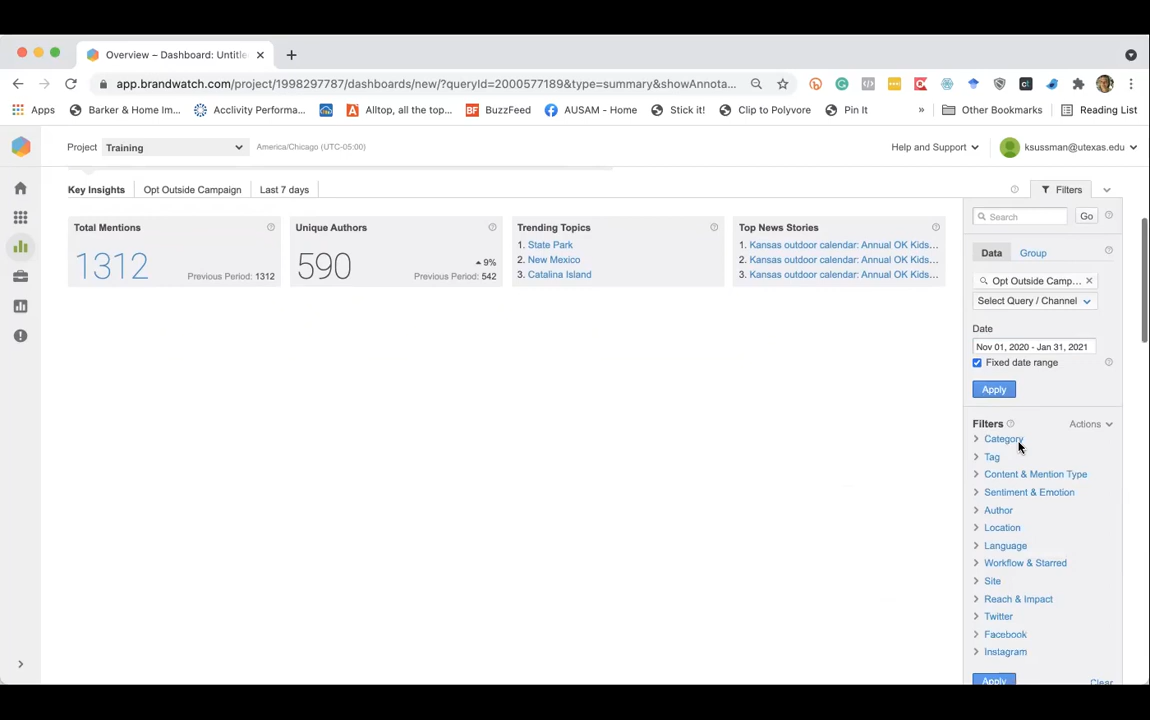 Overview – Dashboard: Untitle
app.brandwatch.com/project/1998297787/dashboards/new/?queryId=2000577189&type=summary&showAnnota...
Apps
Barker & Home Im...
Acclivity Performa...
Alltop, all the top...
BuzzFeed
AUSAM - Home
Stick it!
Clip to Polyvore
Pin It
»
Other Bookmarks
Reading List
Project
Training
America/Chicago (UTC-05:00)
Help and Support
ksussman@utexas.edu
Key Insights
Opt Outside Campaign
Last 7 days
Filters
Total Mentions
1312
Previous Period: 1312
Unique Authors
590
9%
Previous Period: 542
Trending Topics
1. State Park
2. New Mexico
3. Catalina Island
Top News Stories
1. Kansas outdoor calendar: Annual OK Kids...
2. Kansas outdoor calendar: Annual OK Kids...
3. Kansas outdoor calendar: Annual OK Kids...
Search
Go
Data
Group
Opt Outside Camp...
Select Query / Channel
Date
Nov 01, 2020 - Jan 31, 2021
Fixed date range
Apply
Filters
Actions
Category
Tag
Content & Mention Type
Sentiment & Emotion
Author
Location
Language
Workflow & Starred
Site
Reach & Impact
Twitter
Facebook
Instagram
Apply
Clear